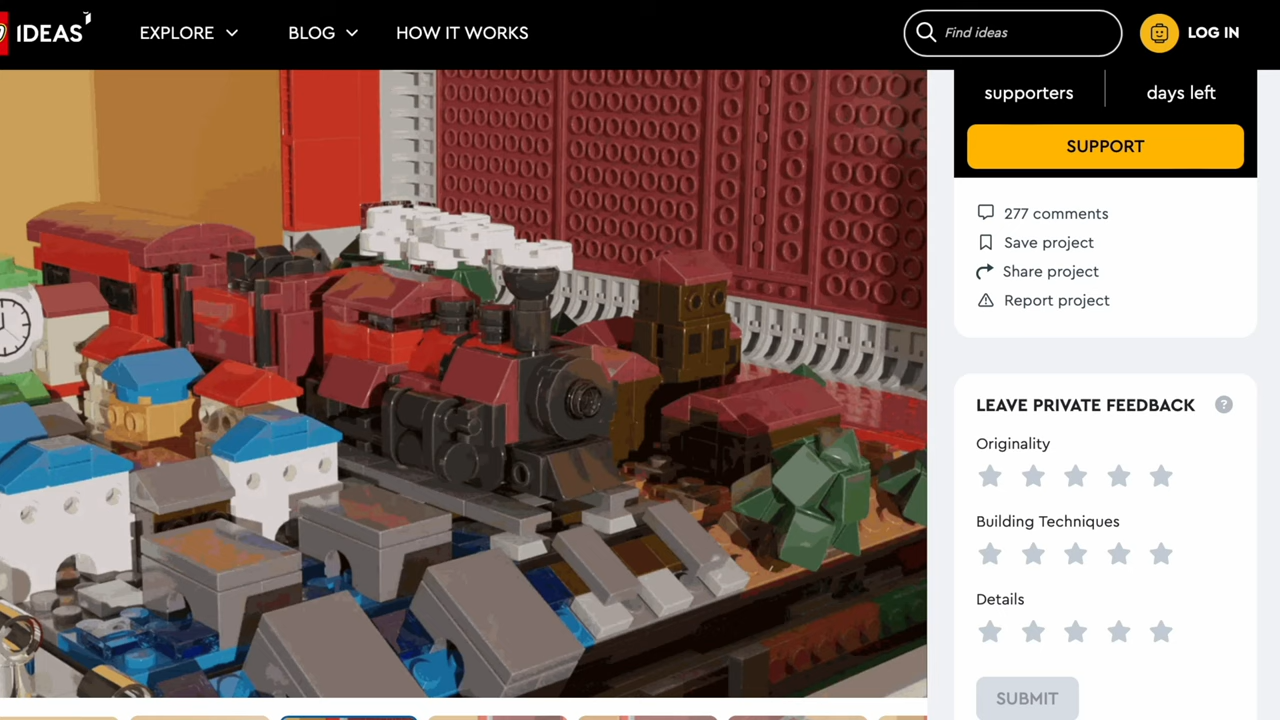 IDEAS
EXPLORE
BLOG
HOW IT WORKS
Find ideas
LOG IN
supporters
days left
SUPPORT
277 comments
Save project
Share project
Report project
LEAVE PRIVATE FEEDBACK ?
Originality
Building Techniques
Details
SUBMIT